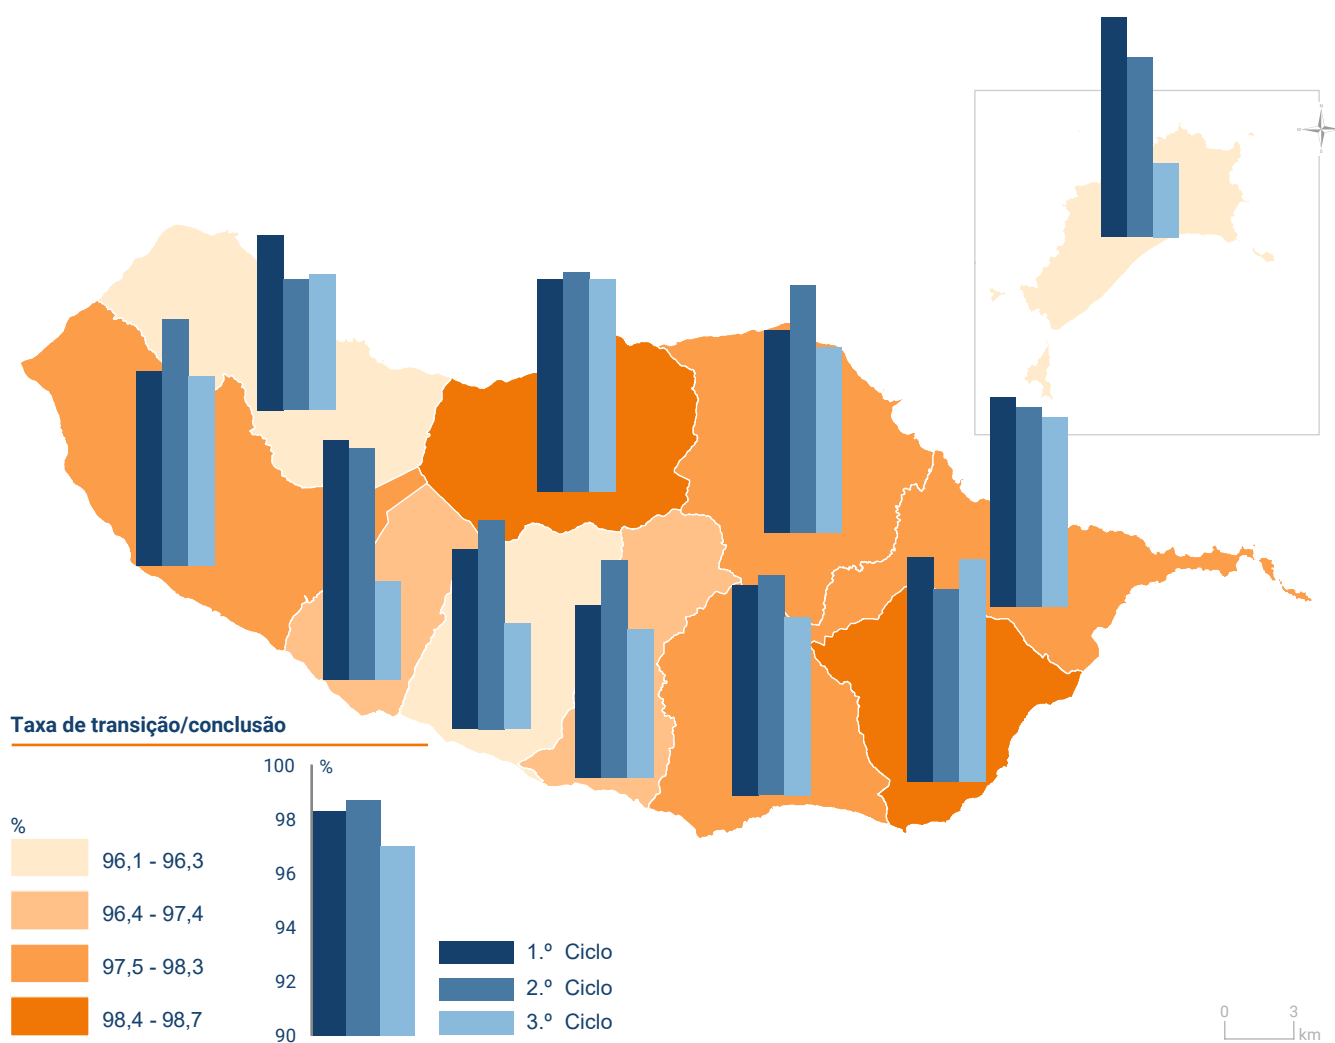 Taxa de transição/conclusão
%
96,1 - 96,3
96,4 - 97,4
97,5 - 98,3
98,4 - 98,7
%
100
98
96
94
92
90
1.º Ciclo
2.º Ciclo
3.º Ciclo
0 3
km